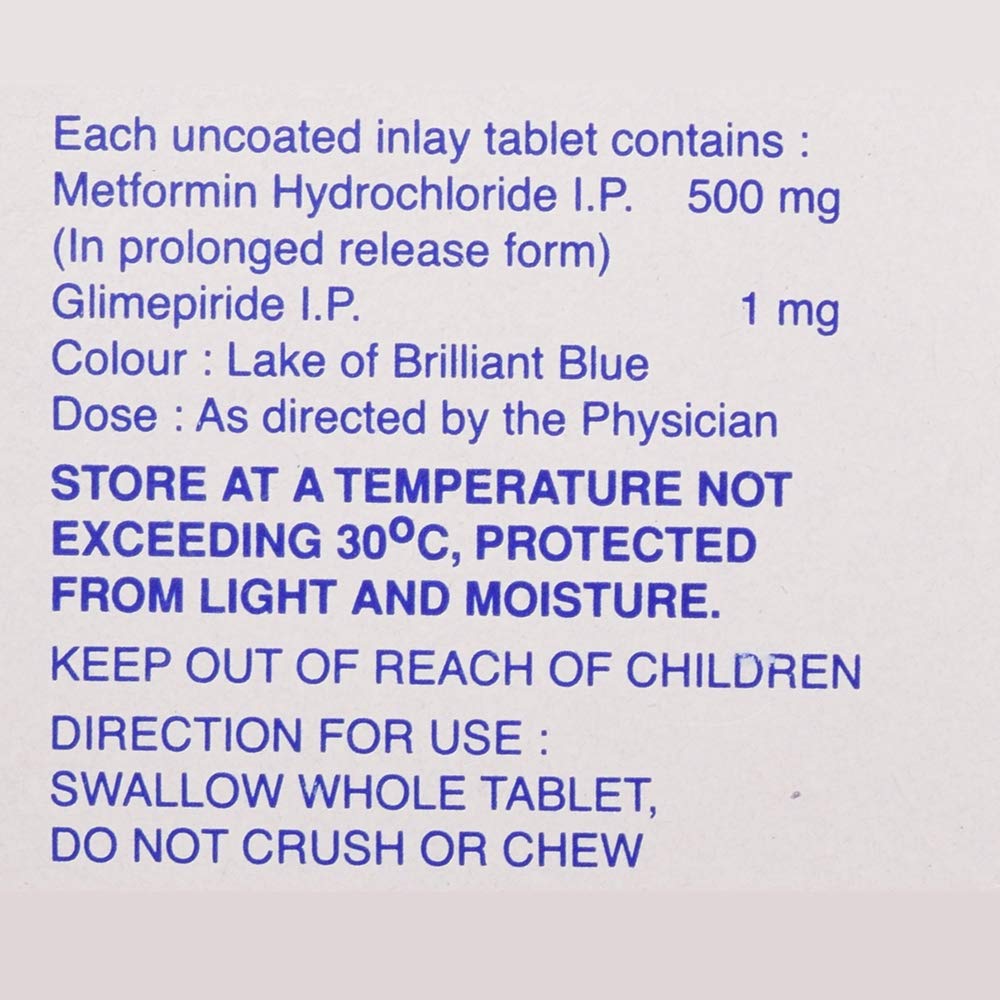 Each uncoated inlay tablet contains :
Metformin Hydrochloride I.P. 500 mg
(In prolonged release form)
Glimepiride I.P. 1 mg
Colour : Lake of Brilliant Blue
Dose : As directed by the Physician
STORE AT A TEMPERATURE NOT
EXCEEDING 30ºC, PROTECTED
FROM LIGHT AND MOISTURE.
KEEP OUT OF REACH OF CHILDREN
DIRECTION FOR USE :
SWALLOW WHOLE TABLET,
DO NOT CRUSH OR CHEW